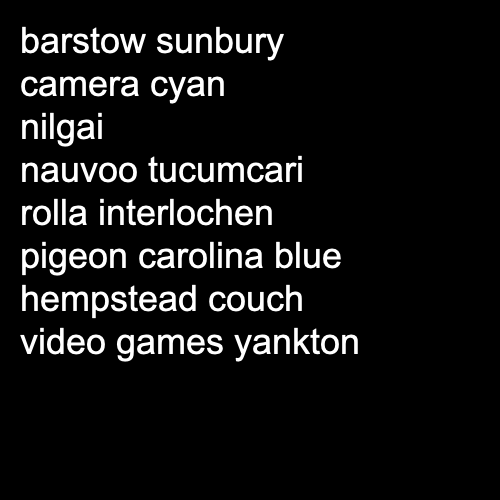 barstow sunbury
camera cyan
nilgai
nauvoo tucumcari
rolla interlochen
pigeon carolina blue
hempstead couch
video games yankton